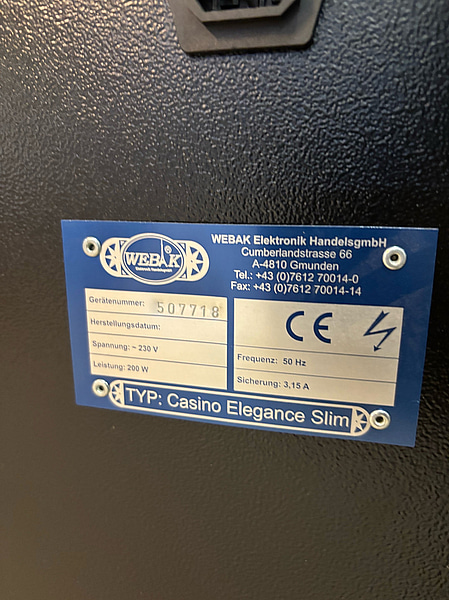 WEBAK Elektronik HandelsgmbH
Cumberlandstrasse 66
A-4810 Gmunden
Tel.: +43 (0)7612 70014-0
Fax: +43 (0)7612 70014-14
WEBAK ®
Elektronik Handelsgmbh
Gerätenummer: 507718
Herstellungsdatum:
Spannung: ~ 230 V
Leistung: 200 W
CE
Frequenz: 50 Hz
Sicherung: 3,15 A
TYP: Casino Elegance Slim